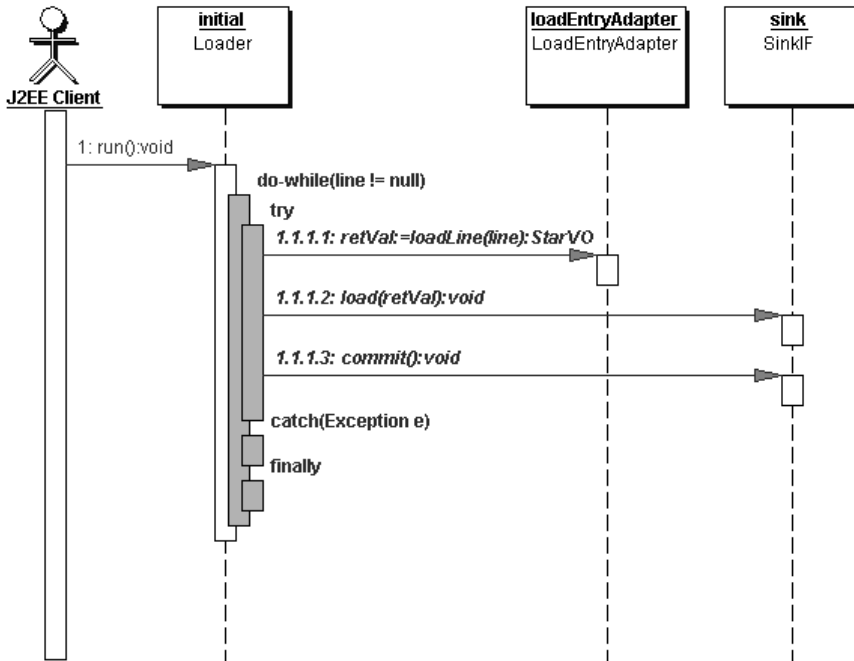 initial
Loader
loadEntryAdapter
LoadEntryAdapter
sink
SinkIF
J2EE Client
1: run():void
do-while(line != null)
try
1.1.1.1: retVal:=loadLine(line):StarVO
1.1.1.2: load(retVal):void
1.1.1.3: commit():void
catch(Exception e)
finally